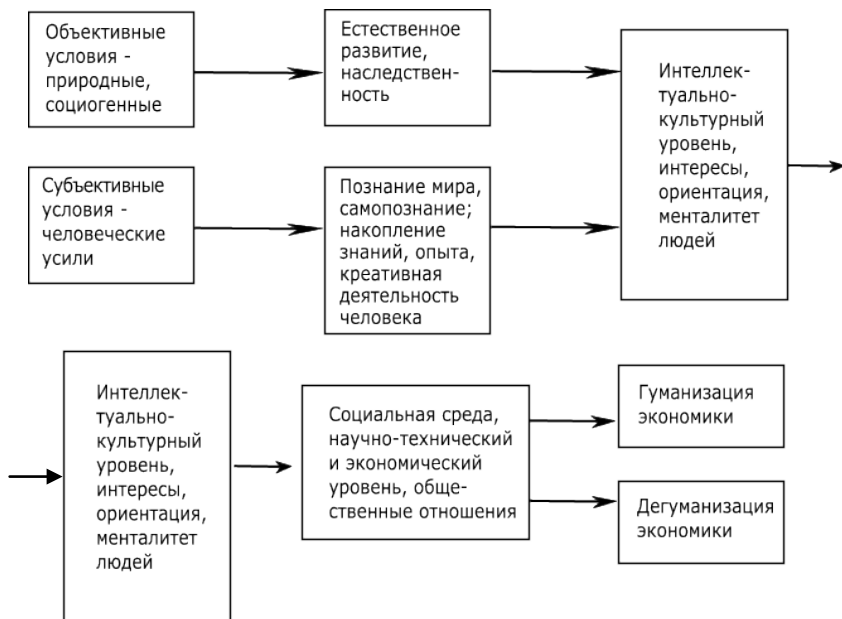 Объективные
условия -
природные,
социогенные
Естественное
развитие,
наследствен-
ность
Интеллек-
туально-
культурный
уровень,
интересы,
ориентация,
менталитет
людей
Субъективные
условия -
человеческие
усили
Познание мира,
самопознание;
накопление
знаний, опыта,
креативная
деятельность
человека
Интеллек-
туально-
культурный
уровень,
интересы,
ориентация,
менталитет
людей
Социальная среда,
научно-технический
и экономический
уровень, обще-
ственные отношения
Гуманизация
экономики
Дегуманизация
экономики